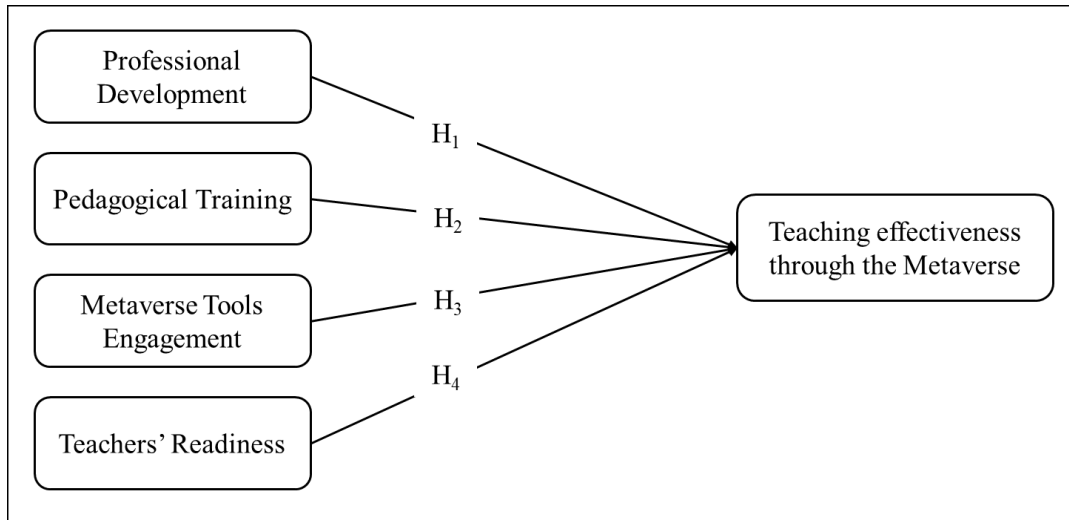 Professional
Development
H₁
Pedagogical Training
H₂
Metaverse Tools
Engagement
H₃
Teachers’ Readiness
H₄
Teaching effectiveness
through the Metaverse